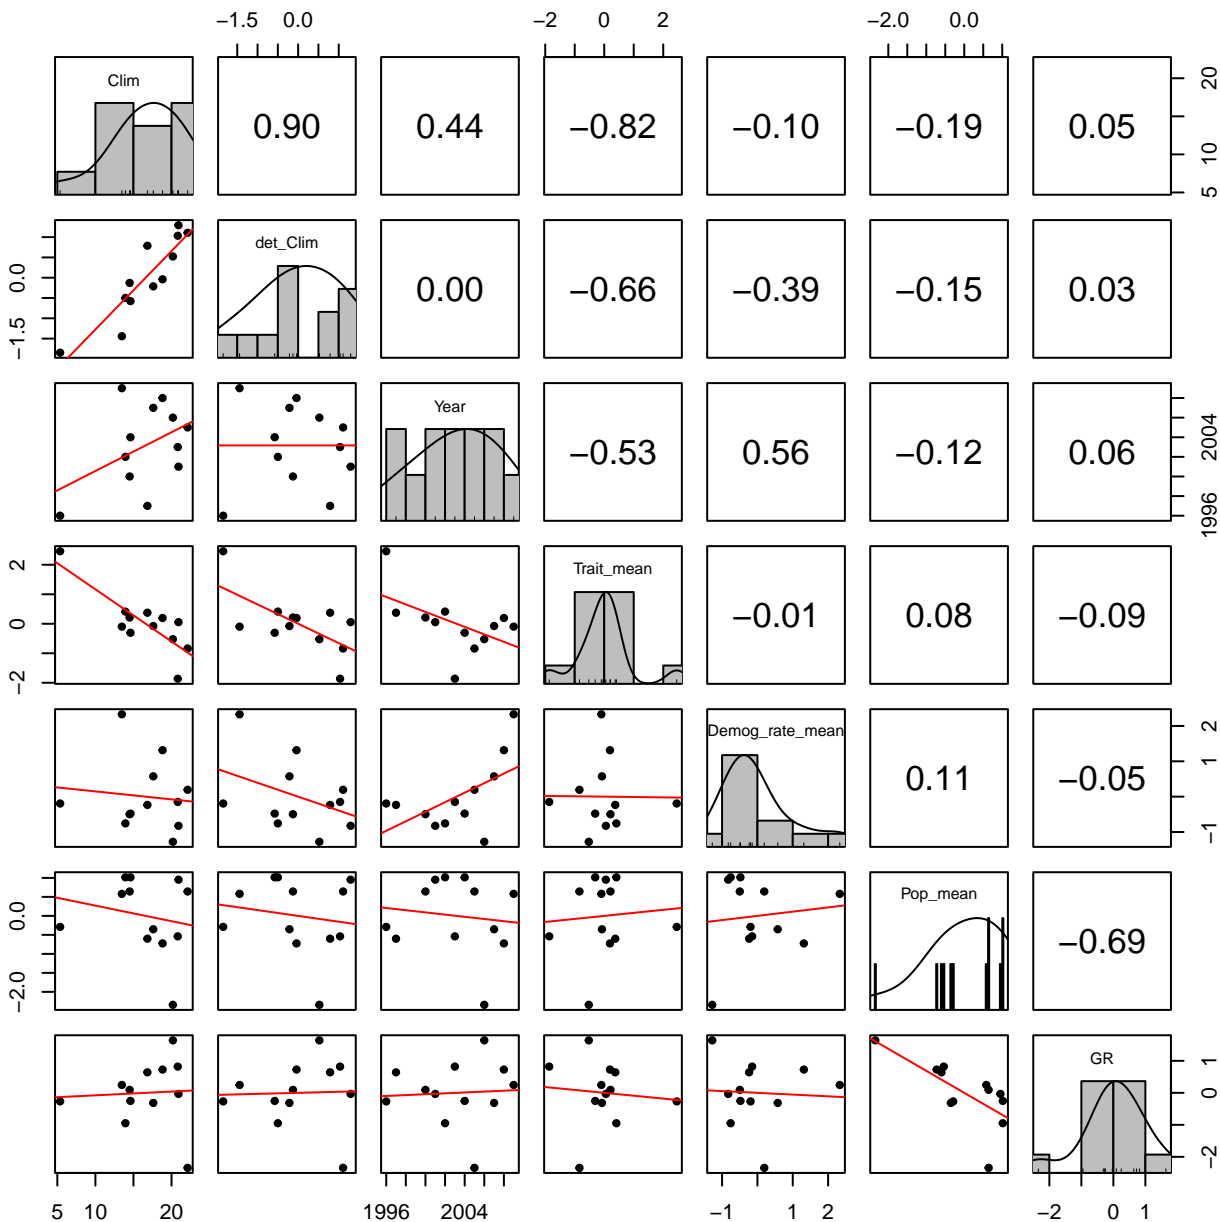 −1.5 0.0 −2 0 2 −2.0 0.0
Clim
0.90 0.44 −0.82 −0.10 −0.19 0.05
5 10 20
det_Clim
0.00 −0.66 −0.39 −0.15 0.03
−1.5 0.0
Year
−0.53 0.56 −0.12 0.06
1996 2004
Trait_mean
−0.01 0.08 −0.09
−2 0 2
Demog_rate_mean
0.11 −0.05
−1 1 2
Pop_mean
−0.69
−2.0 0.0
GR
−2 0 1
5 10 20 1996 2004 −1 1 2 −2 0 1